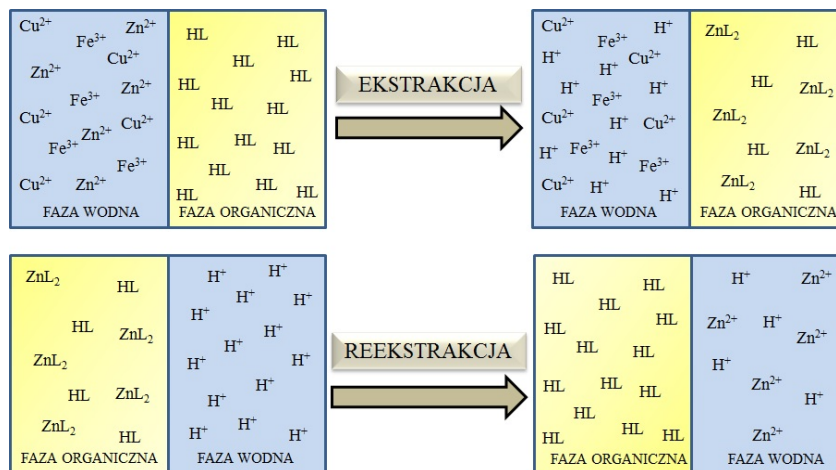 Cu²⁺ Zn²⁺
Fe³⁺
Cu²⁺
Zn²⁺
Zn²⁺
Fe³⁺
Cu²⁺ Cu²⁺
Zn²⁺
Fe³⁺
Fe³⁺
Cu²⁺ Zn²⁺
FAZA WODNA
HL
HL
HL
HL
HL
HL
HL
HL HL
HL
HL
HL
HL HL
FAZA ORGANICZNA
EKSTRAKCJA
Cu²⁺ H⁺
Fe³⁺
H⁺ Cu²⁺
H⁺
H⁺ H⁺
Fe³⁺
Cu²⁺ H⁺ Cu²⁺
H⁺ Fe³⁺ H⁺
Fe³⁺
Cu²⁺ H⁺
H⁺
FAZA WODNA
ZnL₂
HL
HL ZnL₂
ZnL₂
HL ZnL₂
ZnL₂
HL
FAZA ORGANICZNA
ZnL₂
HL
HL ZnL₂
ZnL₂
HL ZnL₂
ZnL₂
HL
FAZA ORGANICZNA
H⁺ H⁺
H⁺ H⁺
H⁺
H⁺
H⁺
H⁺ H⁺
H⁺
H⁺
H⁺
H⁺ H⁺
FAZA WODNA
REEKSTRAKCJA
HL
HL
HL
HL
HL
HL HL
HL HL
HL
HL
HL
HL HL
FAZA ORGANICZNA
H⁺ Zn²⁺
Zn²⁺ H⁺
Zn²⁺
H⁺
Zn²⁺
H⁺
Zn²⁺
FAZA WODNA